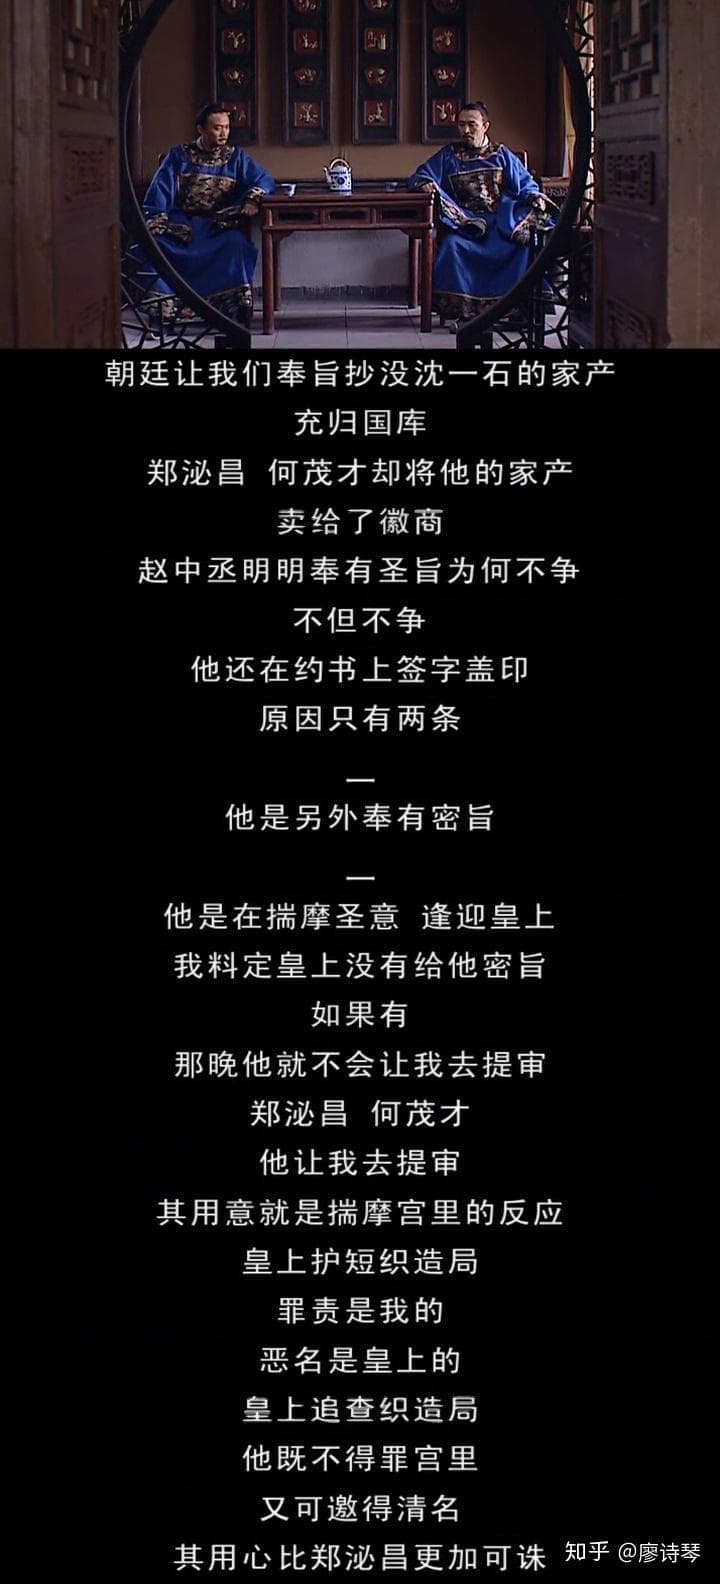 朝廷让我们奉旨抄没沈一石的家产
充归国库
郑泌昌 何茂才却将他的家产
卖给了徽商
赵中丞明明奉有圣旨为何不争
不但不争
他还在约书上签字盖印
原因只有两条
一
他是另外奉有密旨
一
他是在揣摩圣意 逢迎皇上
我料定皇上没有给他密旨
如果有
那晚他就不会让我去提审
郑泌昌 何茂才
他让我去提审
其用意就是揣摩宫里的反应
皇上护短织造局
罪责是我的
恶名是皇上的
皇上追查织造局
他既不得罪宫里
又可邀得清名
其用心比郑泌昌更加可诛
知乎 @廖诗琴